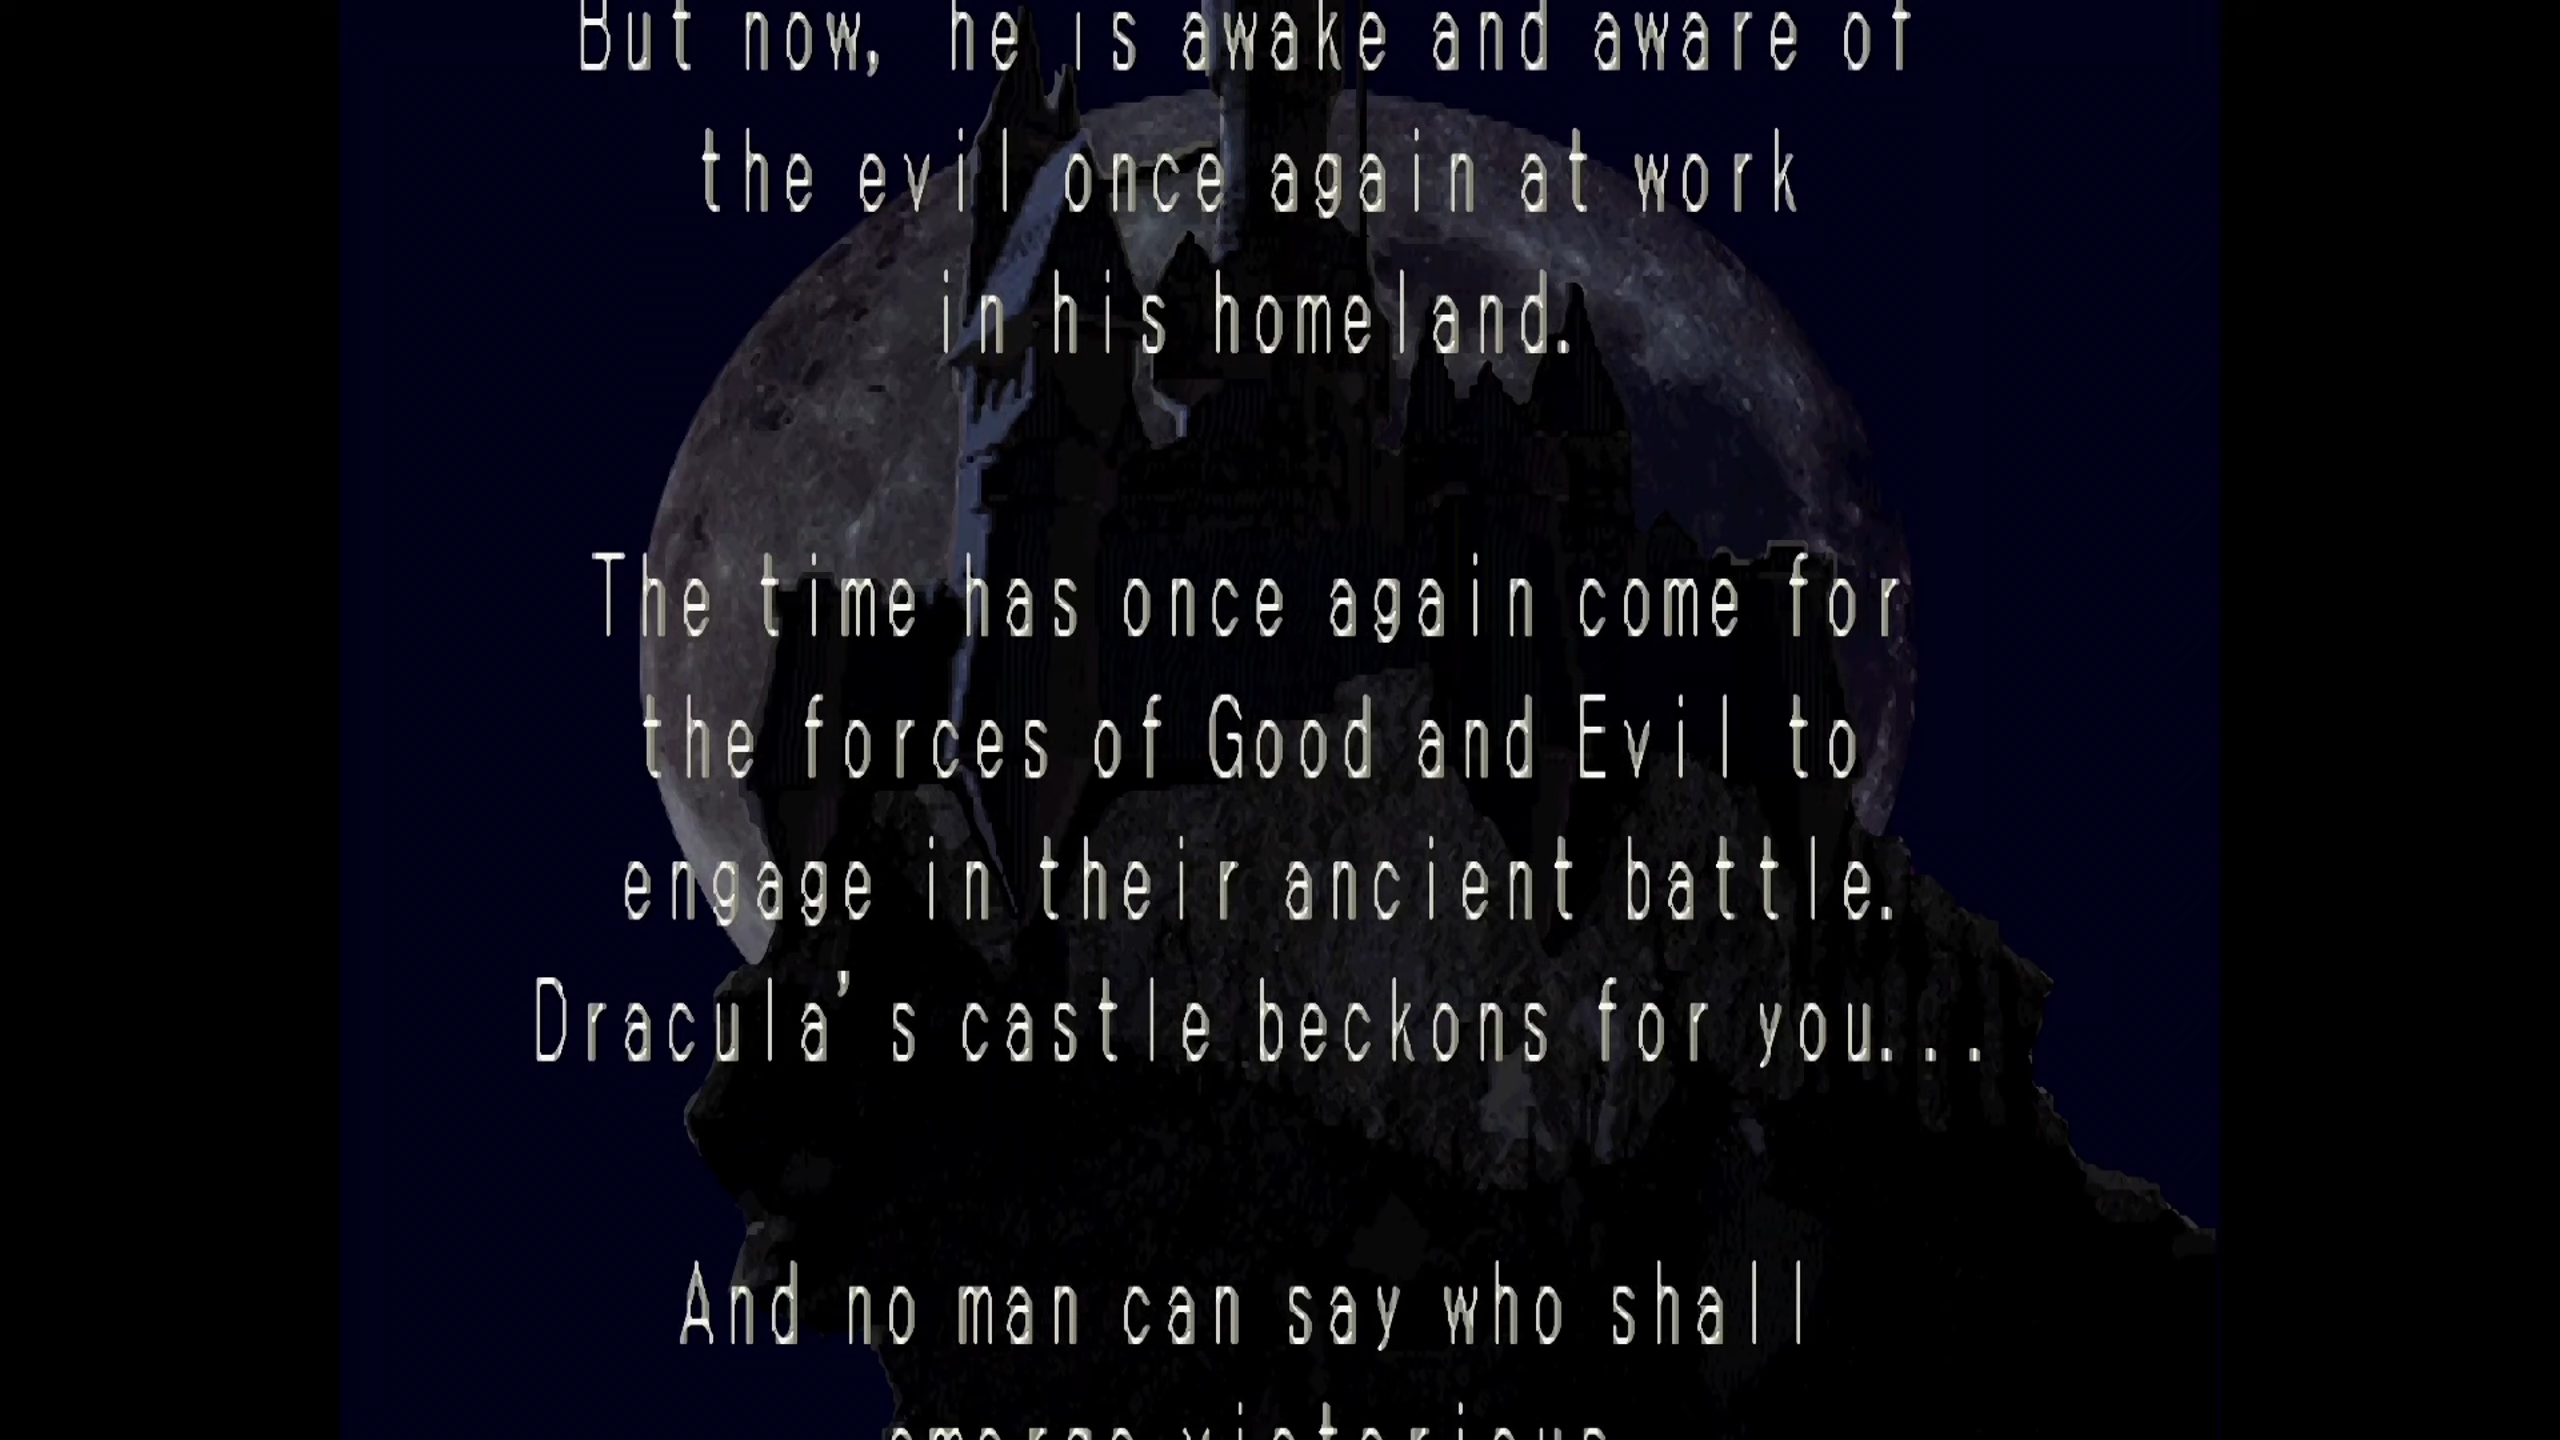 But now, he is awake and aware of
the evil once again at work
in his homeland.
The time has once again come for
the forces of Good and Evil to
engage in their ancient battle.
Dracula's castle beckons for you...
And no man can say who shall
emerge victorious